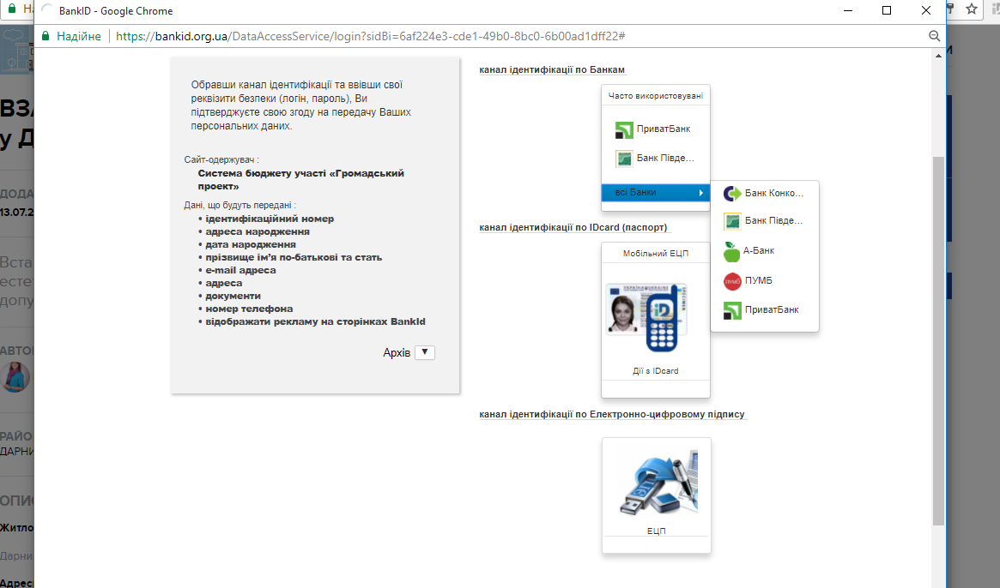 BankID - Google Chrome
Надійне
https://bankid.org.ua/DataAccessService/login?sidBi=6af224e3-cde1-49b0-8bc0-6b00ad1dff22#
Обравши канал ідентифікації та ввівши свої
реквізити безпеки (логін, пароль), Ви
підтверджуєте свою згоду на передачу Ваших
персональних даних.
Сайт-одержувач :
Система бюджету участі «Громадський
проект»
Дані, що будуть передані :
• ідентифікаційний номер
• адреса народження
• дата народження
• прізвище ім’я по-батькові та стать
• e-mail адреса
• адреса
• документи
• номер телефона
• відображати рекламу на сторінках BankId
Архів ▼
канал ідентифікації по Банкам
Часто використовувані
ПриватБанк
Банк Півде...
всі Банки
Банк Конко...
Банк Півде...
А-Банк
ПУМБ
ПриватБанк
канал ідентифікації по IDcard (паспорт)
Мобільний ЕЦП
iD
Дії з IDcard
канал ідентифікації по Електронно-цифровому підпису
ЕЦП
ВЗА
у Д
ДОДА
13.07.2
Вста
естет
допу
АВТОР
РАЙО
ДАРНИ
ОПИС
Житло
Дарни
Адрес